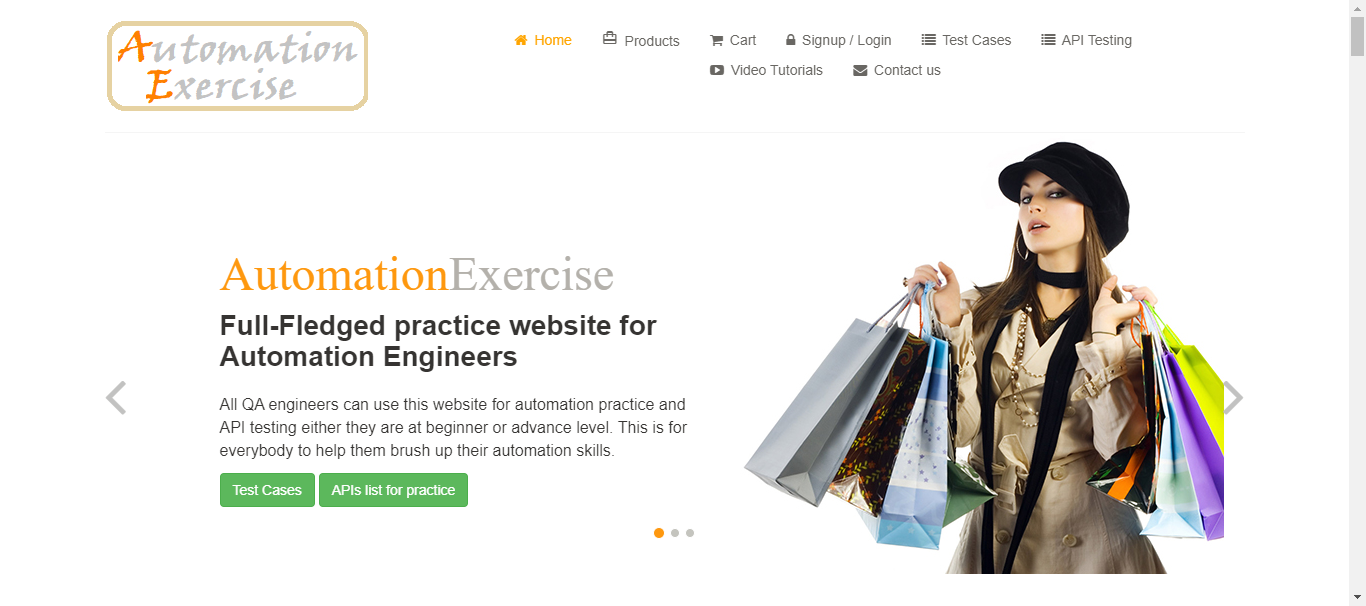 Automation
Exercise
Home Products Cart Signup / Login Test Cases API Testing
Video Tutorials Contact us
AutomationExercise
Full-Fledged practice website for
Automation Engineers
All QA engineers can use this website for automation practice and
API testing either they are at beginner or advance level. This is for
everybody to help them brush up their automation skills.
Test Cases APIs list for practice